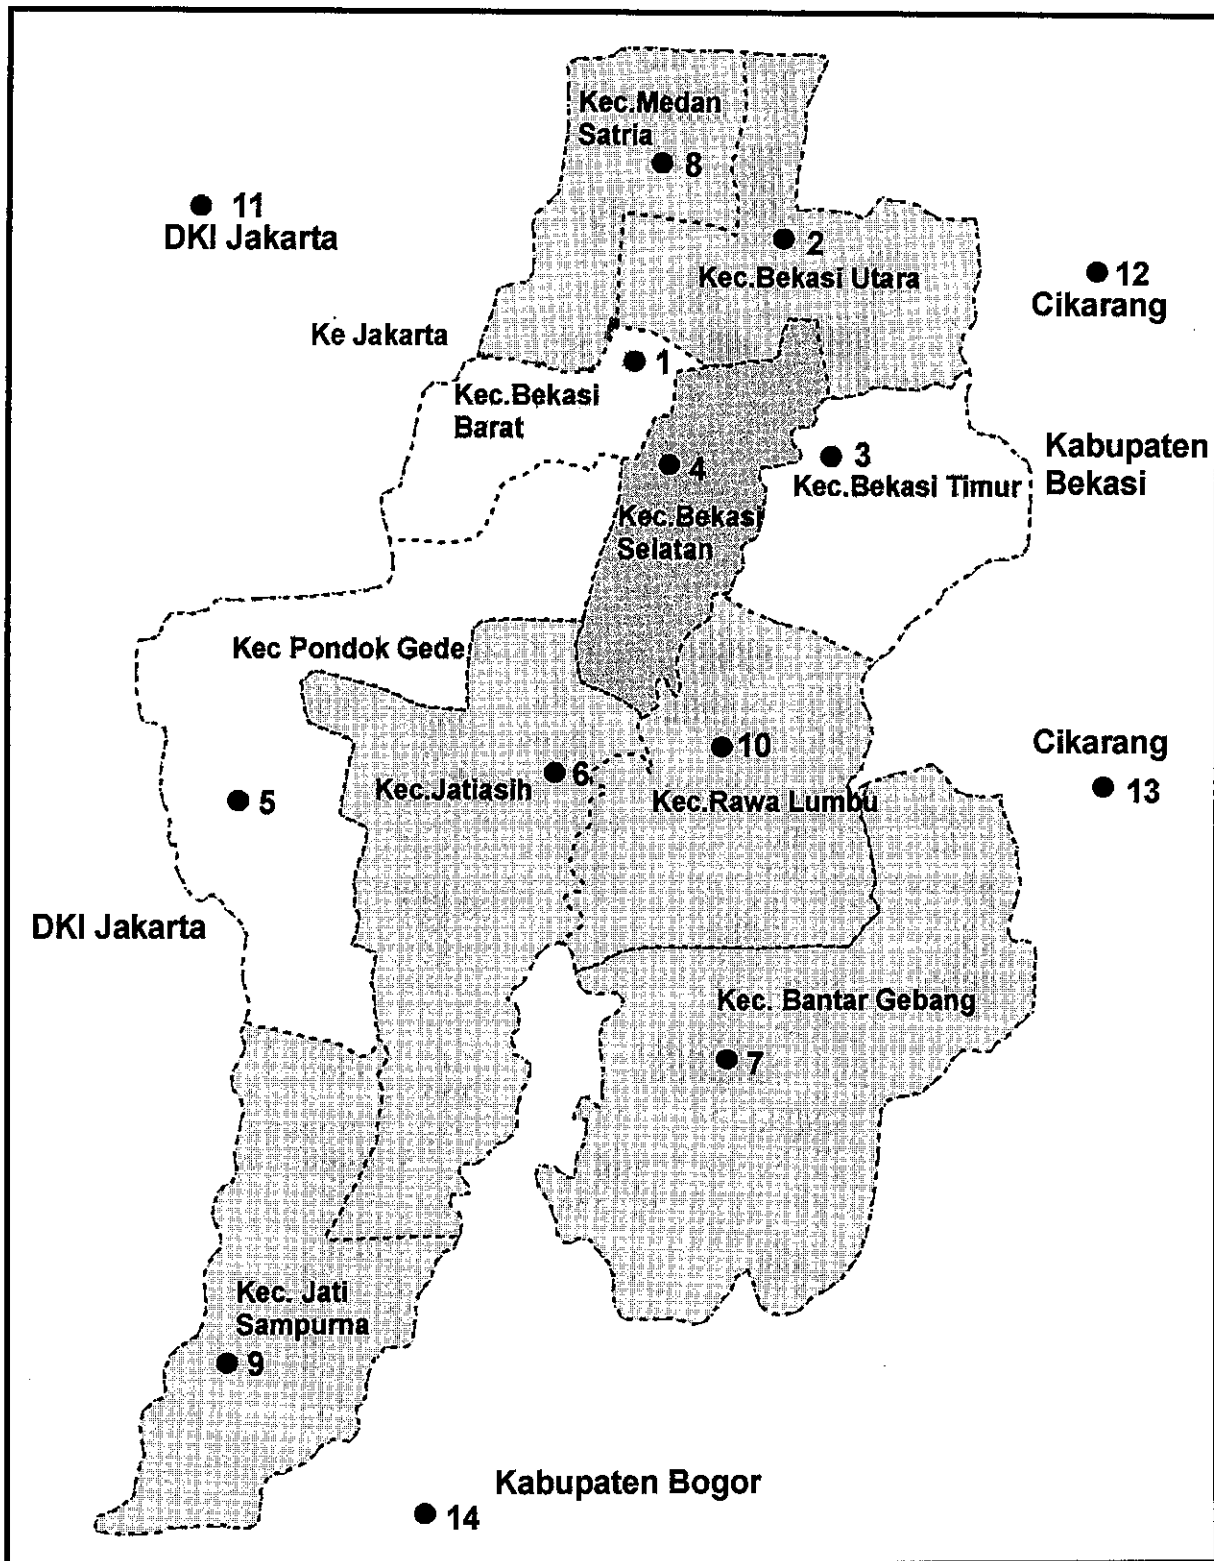 Kec.Medan
Satria
8
11
DKI Jakarta
2
Kec.Bekasi Utara
12
Cikarang
Ke Jakarta
1
Kec.Bekasi
Barat
4
3
Kec.Bekasi Timur
Kabupaten
Bekasi
Kec.Bekasi
Selatan
Kec Pondok Gede
10
Cikarang
6
Kec.Jatiasih
5
Kec.Rawa Lumbu
13
DKI Jakarta
Kec. Bantar Gebang
7
Kec. Jati
Sampurna
9
Kabupaten Bogor
14